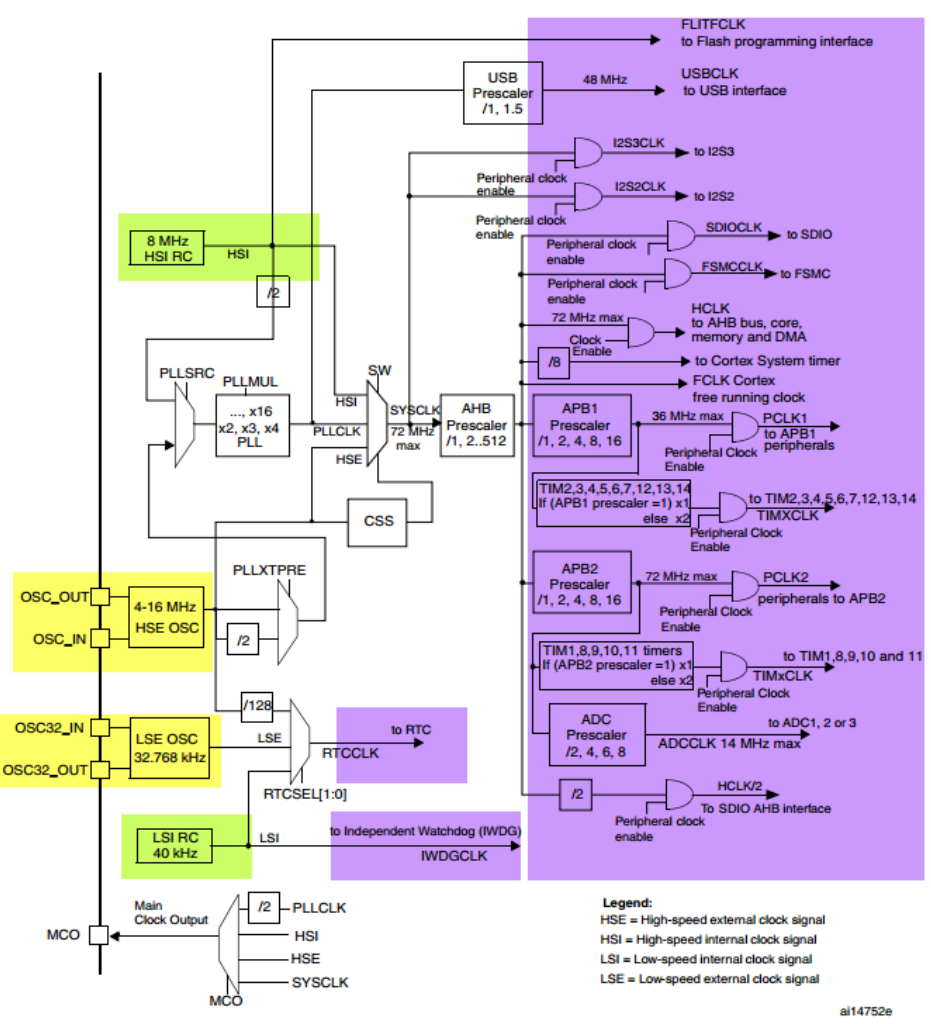 FLITFCLK
to Flash programming interface
USB
Prescaler
/1, 1.5
48 MHz
USBCLK
to USB interface
I2S3CLK
to I2S3
Peripheral clock
enable
I2S2CLK
to I2S2
Peripheral clock
enable
8 MHz
HSI RC
HSI
/2
SDIOCLK
to SDIO
Peripheral clock
enable
FSMCCLK
to FSMC
Peripheral clock
enable
HCLK
to AHB bus, core,
memory and DMA
72 MHz max
Clock
Enable
/8
to Cortex System timer
FCLK Cortex
free running clock
PLLSRC
PLLMUL
..., x16
x2, x3, x4
PLL
SW
HSI
PLLCLK
HSE
SYSCLK
72 MHz
max
AHB
Prescaler
/1, 2..512
APB1
Prescaler
/1, 2, 4, 8, 16
36 MHz max
PCLK1
to APB1
peripherals
Peripheral Clock
Enable
TIM2,3,4,5,6,7,12,13,14
If (APB1 prescaler =1) x1
else x2
to TIM2,3,4,5,6,7,12,13,14
TIMXCLK
Peripheral Clock
Enable
CSS
PLLXTPRE
OSC_OUT
OSC_IN
4-16 MHz
HSE OSC
/2
APB2
Prescaler
/1, 2, 4, 8, 16
72 MHz max
PCLK2
peripherals to APB2
Peripheral Clock
Enable
TIM1,8,9,10,11 timers
If (APB2 prescaler =1) x1
else x2
to TIM1,8,9,10 and 11
TIMxCLK
Peripheral Clock
Enable
/128
OSC32_IN
OSC32_OUT
LSE OSC
32.768 kHz
LSE
to RTC
RTCCLK
RTCSEL[1:0]
ADC
Prescaler
/2, 4, 6, 8
to ADC1, 2 or 3
ADCCLK 14 MHz max
/2
HCLK/2
To SDIO AHB interface
Peripheral clock
enable
LSI RC
40 kHz
LSI
to Independent Watchdog (IWDG)
IWDGCLK
Main
Clock Output
MCO
/2
PLLCLK
HSI
HSE
SYSCLK
MCO
Legend:
HSE = High-speed external clock signal
HSI = High-speed internal clock signal
LSI = Low-speed internal clock signal
LSE = Low-speed external clock signal
ai14752e